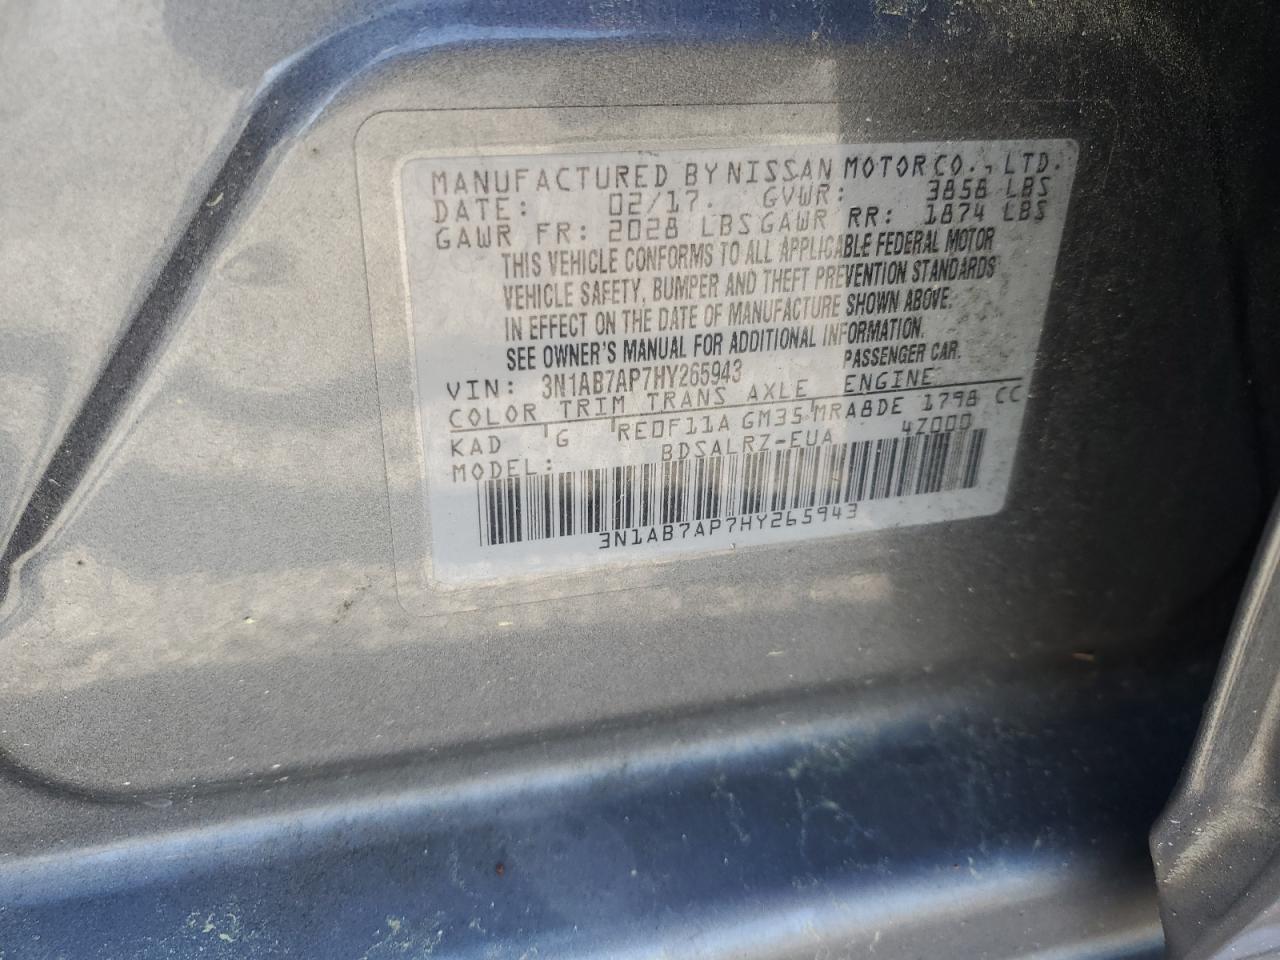 MANUFACTURED BY NISSAN MOTOR CO., LTD.
DATE: 02/17. GVWR: 3858 LBS
GAWR FR: 2028 LBS GAWR RR: 1874 LBS
THIS VEHICLE CONFORMS TO ALL APPLICABLE FEDERAL MOTOR
VEHICLE SAFETY, BUMPER AND THEFT PREVENTION STANDARDS
IN EFFECT ON THE DATE OF MANUFACTURE SHOWN ABOVE.
SEE OWNER'S MANUAL FOR ADDITIONAL INFORMATION.
VIN: 3N1AB7AP7HY265943 PASSENGER CAR.
COLOR TRIM TRANS AXLE ENGINE
KAD G RE0F11A GM35 MRA8DE 1798 CC
MODEL: BDSALRZ-EUA 47000
3N1AB7AP7HY265943